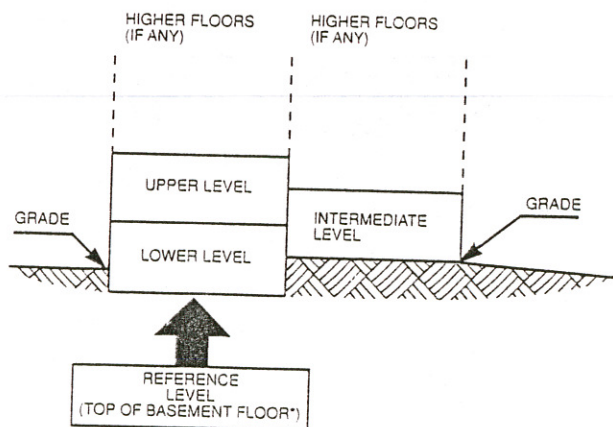 HIGHER FLOORS
(IF ANY)
HIGHER FLOORS
(IF ANY)
UPPER LEVEL
GRADE
INTERMEDIATE
LEVEL
GRADE
LOWER LEVEL
REFERENCE
LEVEL
(TOP OF BASEMENT FLOOR*)